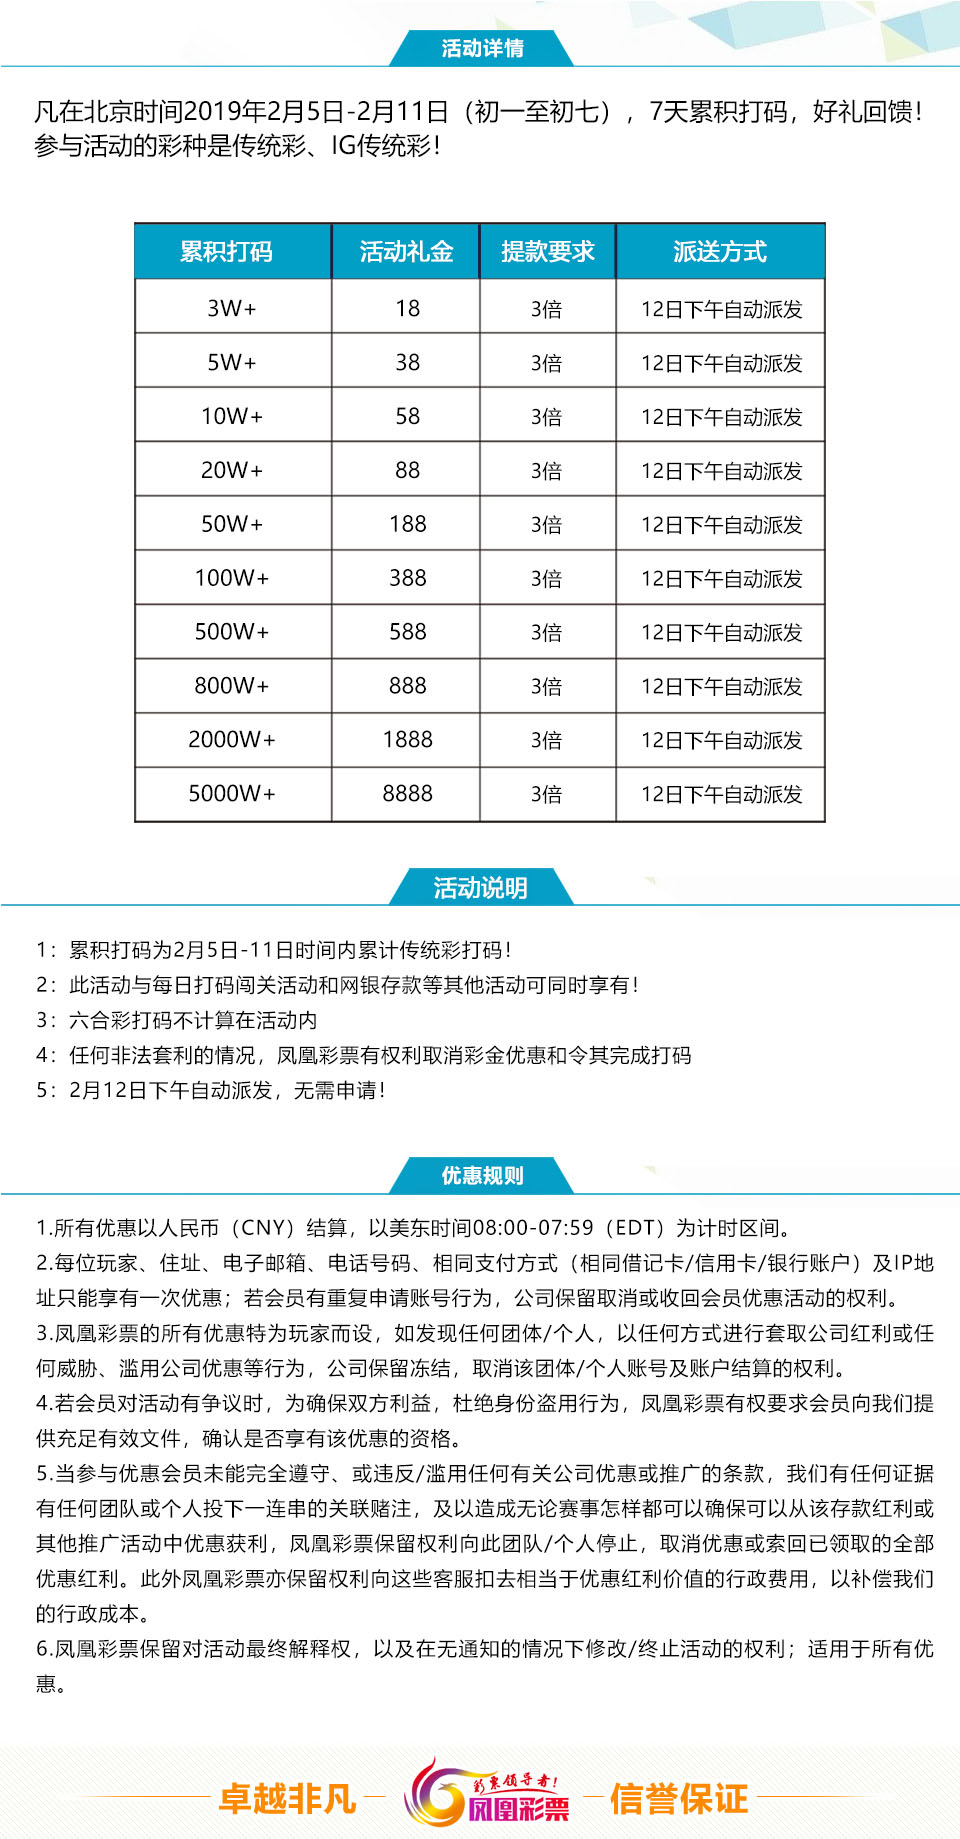 活动详情
凡在北京时间2019年2月5日-2月11日（初一至初七），7天累积打码，好礼回馈！
参与活动的彩种是传统彩、IG传统彩！
累积打码 活动礼金 提款要求 派送方式
3W+ 18 3倍 12日下午自动派发
5W+ 38 3倍 12日下午自动派发
10W+ 58 3倍 12日下午自动派发
20W+ 88 3倍 12日下午自动派发
50W+ 188 3倍 12日下午自动派发
100W+ 388 3倍 12日下午自动派发
500W+ 588 3倍 12日下午自动派发
800W+ 888 3倍 12日下午自动派发
2000W+ 1888 3倍 12日下午自动派发
5000W+ 8888 3倍 12日下午自动派发
活动说明
1：累积打码为2月5日-11日时间内累计传统彩打码！
2：此活动与每日打码闯关活动和网银存款等其他活动可同时享有！
3：六合彩打码不计算在活动内
4：任何非法套利的情况，凤凰彩票有权利取消彩金优惠和令其完成打码
5：2月12日下午自动派发，无需申请！
优惠规则
1.所有优惠以人民币（CNY）结算，以美东时间08:00-07:59（EDT）为计时区间。
2.每位玩家、住址、电子邮箱、电话号码、相同支付方式（相同借记卡/信用卡/银行账户）及IP地
址只能享有一次优惠；若会员有重复申请账号行为，公司保留取消或收回会员优惠活动的权利。
3.凤凰彩票的所有优惠特为玩家而设，如发现任何团体/个人，以任何方式进行套取公司红利或任
何威胁、滥用公司优惠等行为，公司保留冻结，取消该团体/个人账号及账户结算的权利。
4.若会员对活动有争议时，为确保双方利益，杜绝身份盗用行为，凤凰彩票有权要求会员向我们提
供充足有效文件，确认是否享有该优惠的资格。
5.当参与优惠会员未能完全遵守、或违反/滥用任何有关公司优惠或推广的条款，我们有任何证据
有任何团队或个人投下一连串的关联赌注，及以造成无论赛事怎样都可以确保可以从该存款红利或
其他推广活动中优惠获利，凤凰彩票保留权利向此团队/个人停止，取消优惠或索回已领取的全部
优惠红利。此外凤凰彩票亦保留权利向这些客服扣去相当于优惠红利价值的行政费用，以补偿我们
的行政成本。
6.凤凰彩票保留对活动最终解释权，以及在无通知的情况下修改/终止活动的权利；适用于所有优
惠。
彩票领导者！
卓越非凡 凤凰彩票 信誉保证